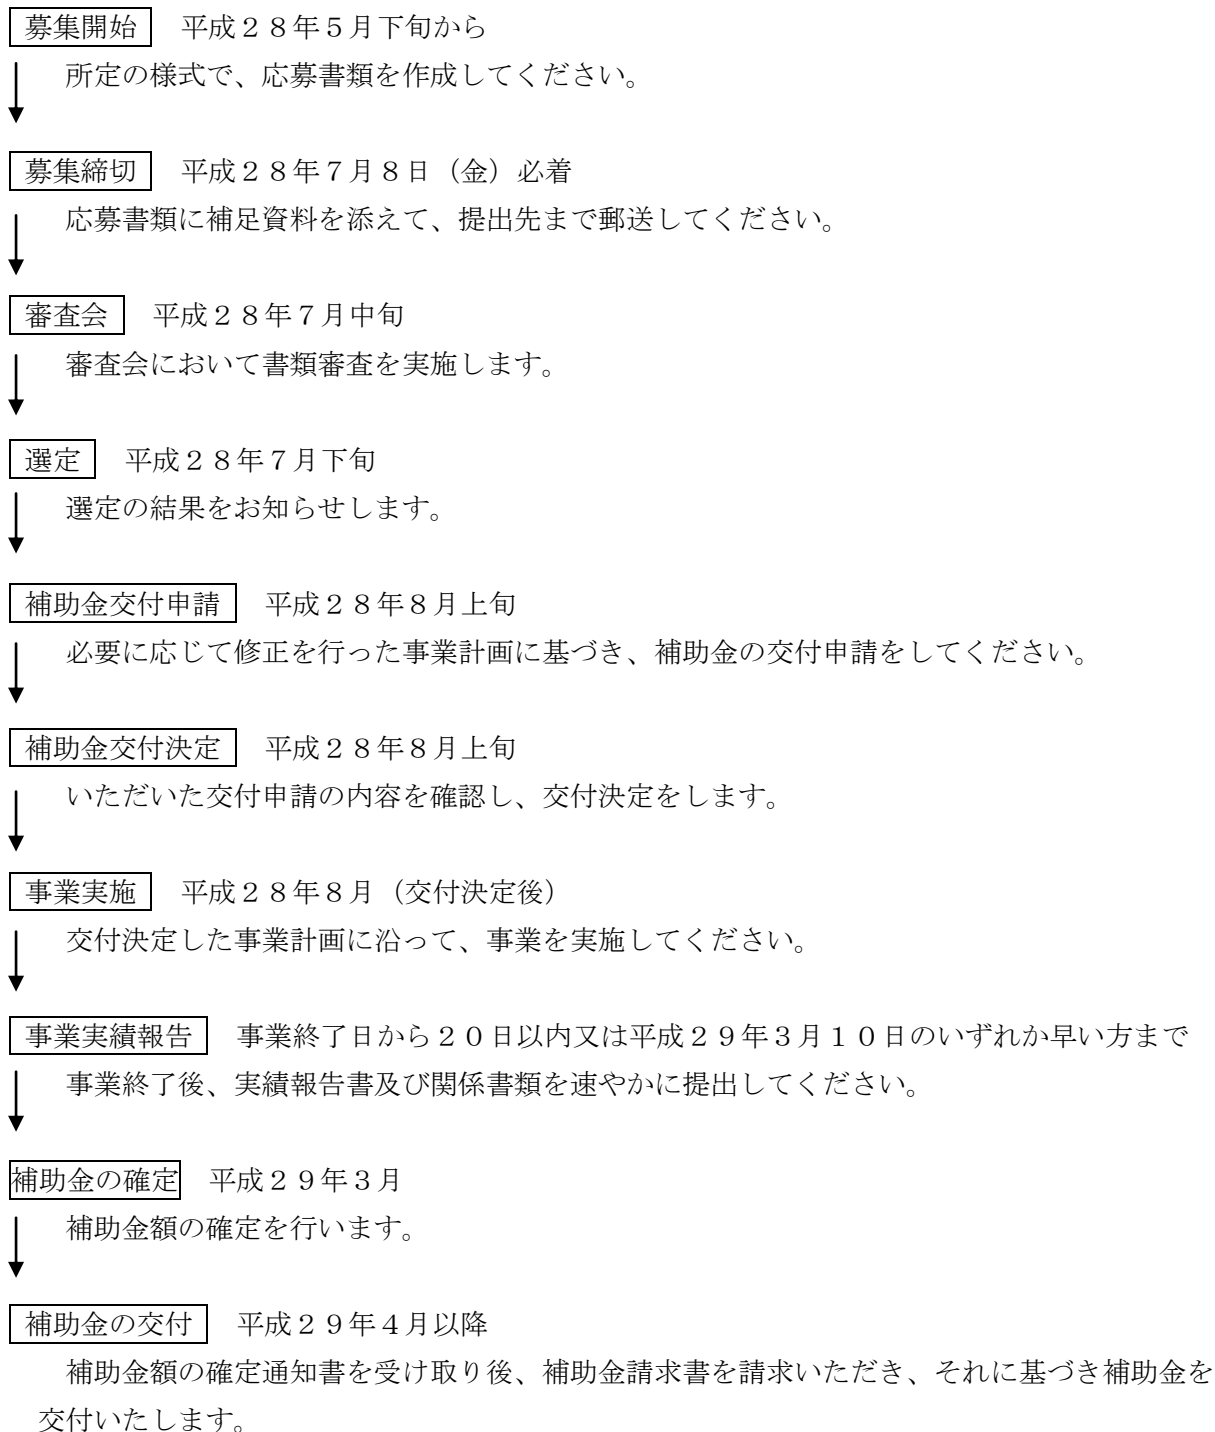 募集開始　平成２８年５月下旬から
所定の様式で、応募書類を作成してください。
募集締切　平成２８年７月８日（金）必着
応募書類に補足資料を添えて、提出先まで郵送してください。
審査会　平成２８年７月中旬
審査会において書類審査を実施します。
選定　平成２８年７月下旬
選定の結果をお知らせします。
補助金交付申請　平成２８年８月上旬
必要に応じて修正を行った事業計画に基づき、補助金の交付申請をしてください。
補助金交付決定　平成２８年８月上旬
いただいた交付申請の内容を確認し、交付決定をします。
事業実施　平成２８年８月（交付決定後）
交付決定した事業計画に沿って、事業を実施してください。
事業実績報告　事業終了日から２０日以内又は平成２９年３月１０日のいずれか早い方まで
事業終了後、実績報告書及び関係書類を速やかに提出してください。
補助金の確定　平成２９年３月
補助金額の確定を行います。
補助金の交付　平成２９年４月以降
補助金額の確定通知書を受け取り後、補助金請求書を請求いただき、それに基づき補助金を
交付いたします。